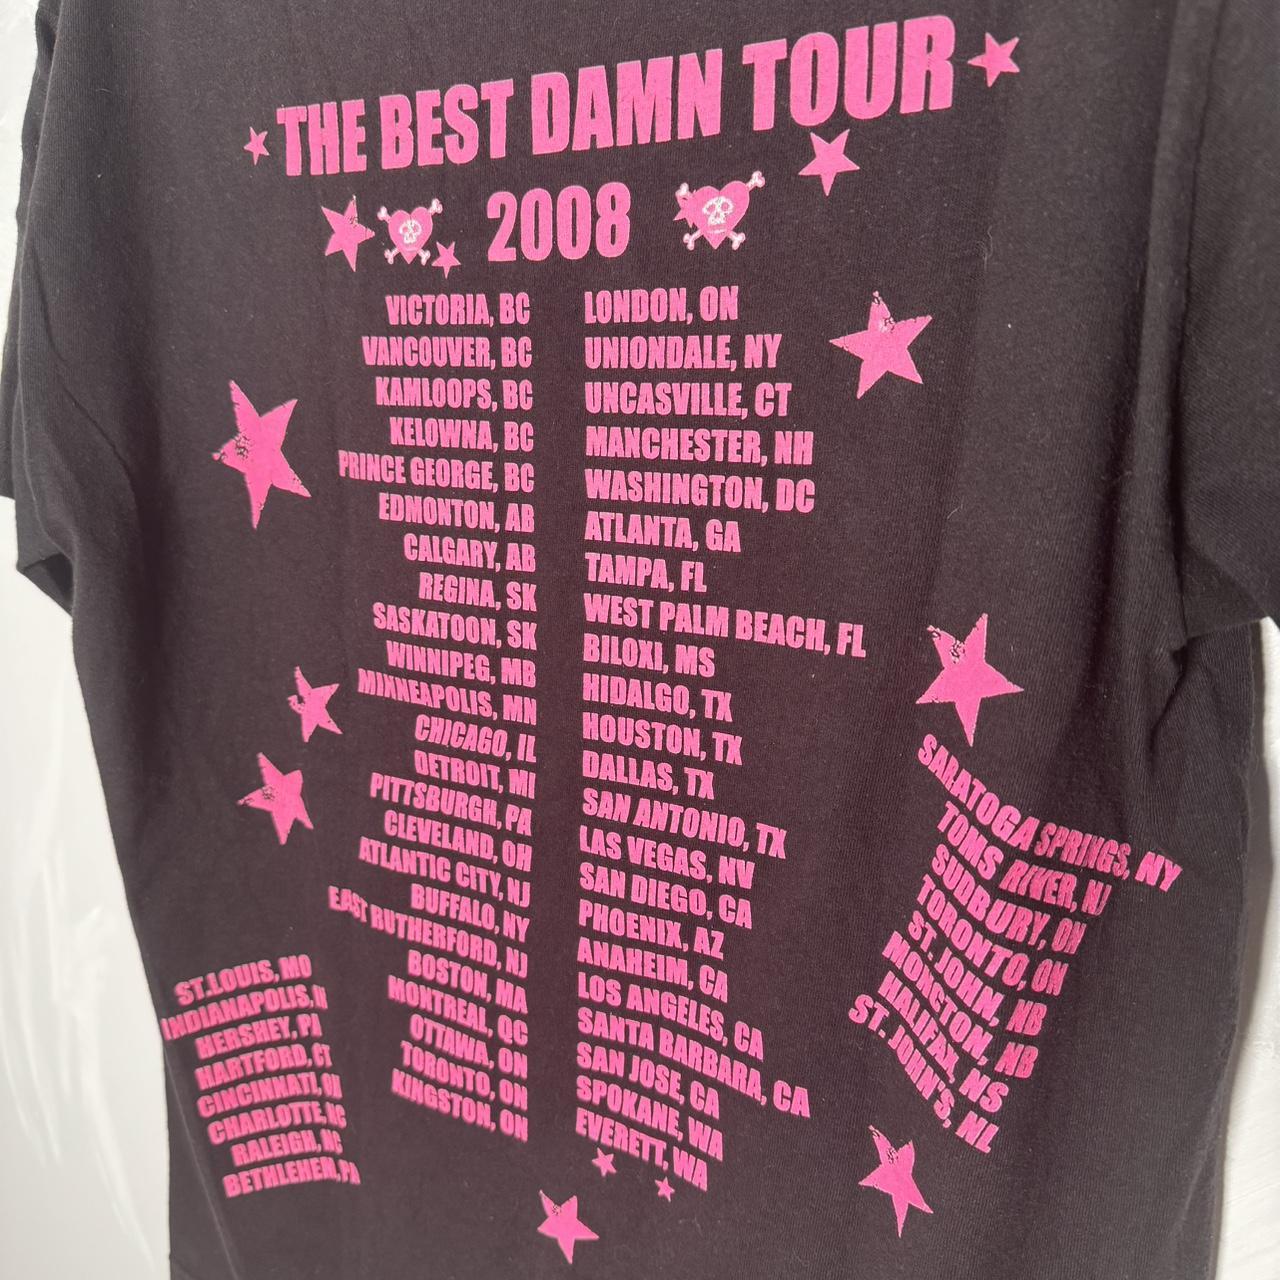 THE BEST DAMN TOUR
2008
VICTORIA, BC
VANCOUVER, BC
KAMLOOPS, BC
KELOWNA, BC
PRINCE GEORGE, BC
EDMONTON, AB
CALGARY, AB
REGINA, SK
SASKATOON, SK
WINNIPEG, MB
MINNEAPOLIS, MN
CHICAGO, IL
DETROIT, MI
PITTSBURGH, PA
CLEVELAND, OH
ATLANTIC CITY, NJ
BUFFALO, NY
EAST RUTHERFORD, NJ
BOSTON, MA
MONTREAL, QC
OTTAWA, ON
TORONTO, ON
KINGSTON, ON
LONDON, ON
UNIONDALE, NY
UNCASVILLE, CT
MANCHESTER, NH
WASHINGTON, DC
ATLANTA, GA
TAMPA, FL
WEST PALM BEACH, FL
BILOXI, MS
HIDALGO, TX
HOUSTON, TX
DALLAS, TX
SAN ANTONIO, TX
LAS VEGAS, NV
SAN DIEGO, CA
PHOENIX, AZ
ANAHEIM, CA
LOS ANGELES, CA
SANTA BARBARA, CA
SAN JOSE, CA
SPOKANE, WA
EVERETT, WA
ST.LOUIS, MO
INDIANAPOLIS, IN
HERSHEY, PA
HARTFORD, CT
CINCINNATI, OH
CHARLOTTE, NC
RALEIGH, NC
BETHLEHEM, PA
SARATOGA SPRINGS, NY
TOMS RIVER, NJ
SUDBURY, ON
TORONTO, ON
ST. JOHN, NB
MONCTON, NB
HALIFAX, NS
ST. JOHN'S, NL